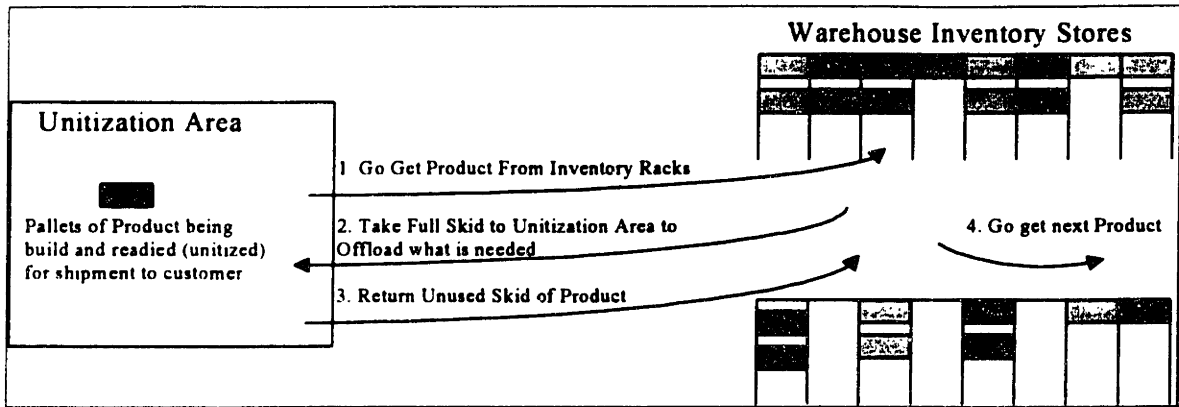 Warehouse Inventory Stores
Unitization Area
1 Go Get Product From Inventory Racks
Pallets of Product being
build and readied (unitized)
for shipment to customer
2. Take Full Skid to Unitization Area to
Offload what is needed
4. Go get next Product
3. Return Unused Skid of Product